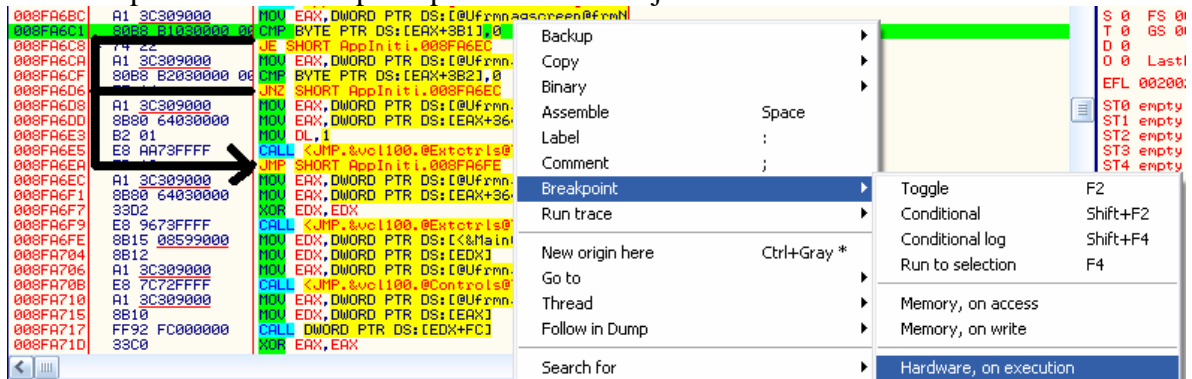 008FA6BC A1 3C309000 MOV EAX,DWORD PTR DS:[@Ufrmnagscreen@frmN
008FA6C1 80B8 B1030000 00 CMP BYTE PTR DS:[EAX+3B1],0
008FA6C8 74 22 JE SHORT AppIniti.008FA6EC
008FA6CA A1 3C309000 MOV EAX,DWORD PTR DS:[@Ufrmn
008FA6CF 80B8 B2030000 00 CMP BYTE PTR DS:[EAX+3B2],0
008FA6D6 JNZ SHORT AppIniti.008FA6EC
008FA6D8 A1 3C309000 MOV EAX,DWORD PTR DS:[@Ufrmn
008FA6DD 8B80 64030000 MOV EAX,DWORD PTR DS:[EAX+36
008FA6E3 B2 01 MOV DL,1
008FA6E5 E8 AA73FFFF CALL <JMP.&vcl100.@Extctrls@
008FA6EA JMP SHORT AppIniti.008FA6FE
008FA6EC A1 3C309000 MOV EAX,DWORD PTR DS:[@Ufrmn
008FA6F1 8B80 64030000 MOV EAX,DWORD PTR DS:[EAX+36
008FA6F7 33D2 XOR EDX,EDX
008FA6F9 E8 9673FFFF CALL <JMP.&vcl100.@Extctrls@
008FA6FE 8B15 08599000 MOV EDX,DWORD PTR DS:[<&Main
008FA704 8B12 MOV EDX,DWORD PTR DS:[EDX]
008FA706 A1 3C309000 MOV EAX,DWORD PTR DS:[@Ufrmn
008FA70B E8 7C72FFFF CALL <JMP.&vcl100.@Controls@
008FA710 A1 3C309000 MOV EAX,DWORD PTR DS:[@Ufrmn
008FA715 8B10 MOV EDX,DWORD PTR DS:[EAX]
008FA717 FF92 FC000000 CALL DWORD PTR DS:[EDX+FC]
008FA71D 33C0 XOR EAX,EAX
Backup
Copy
Binary
Assemble Space
Label :
Comment ;
Breakpoint
Run trace
New origin here Ctrl+Gray *
Go to
Thread
Follow in Dump
Search for
Toggle F2
Conditional Shift+F2
Conditional log Shift+F4
Run to selection F4
Memory, on access
Memory, on write
Hardware, on execution
S 0 FS 0
T 0 GS 0
D 0
O 0 Last
EFL 00200
ST0 empty
ST1 empty
ST2 empty
ST3 empty
ST4 empty